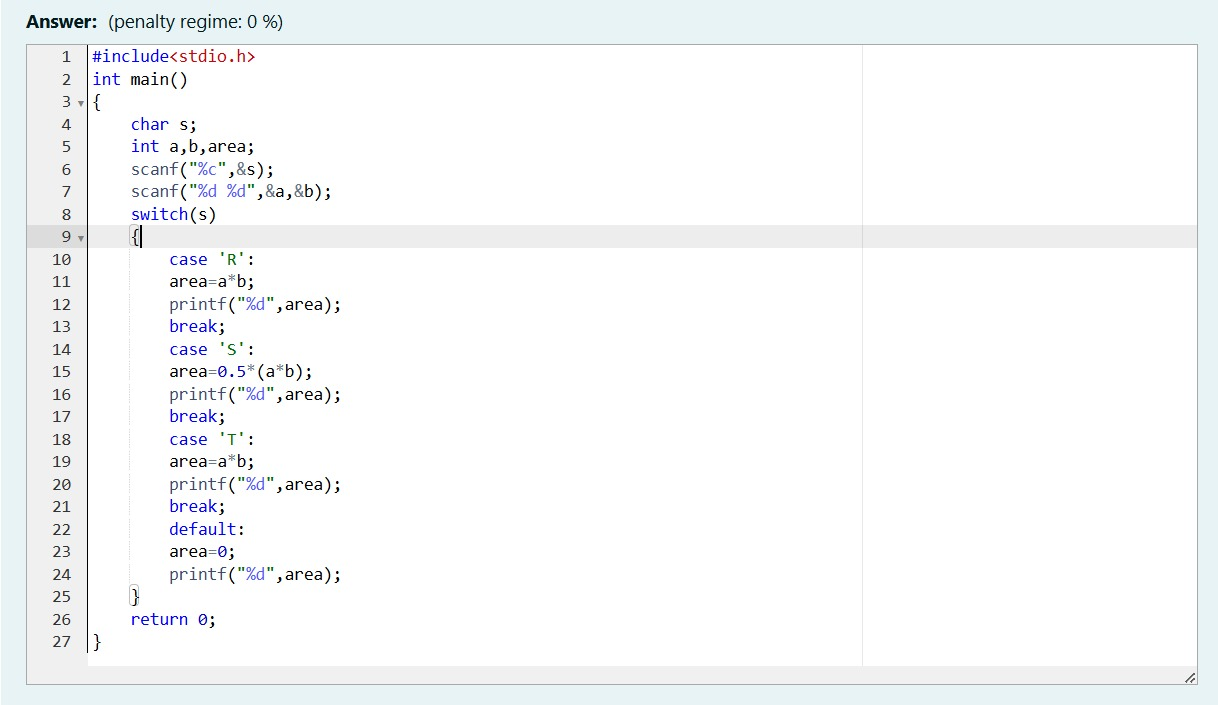 Answer: (penalty regime: 0 %)
1 #include<stdio.h>
2 int main()
3 {
4     char s;
5     int a,b,area;
6     scanf("%c",&s);
7     scanf("%d %d",&a,&b);
8     switch(s)
9     {
10         case 'R':
11         area=a*b;
12         printf("%d",area);
13         break;
14         case 'S':
15         area=0.5*(a*b);
16         printf("%d",area);
17         break;
18         case 'T':
19         area=a*b;
20         printf("%d",area);
21         break;
22         default:
23         area=0;
24         printf("%d",area);
25     }
26     return 0;
27 }